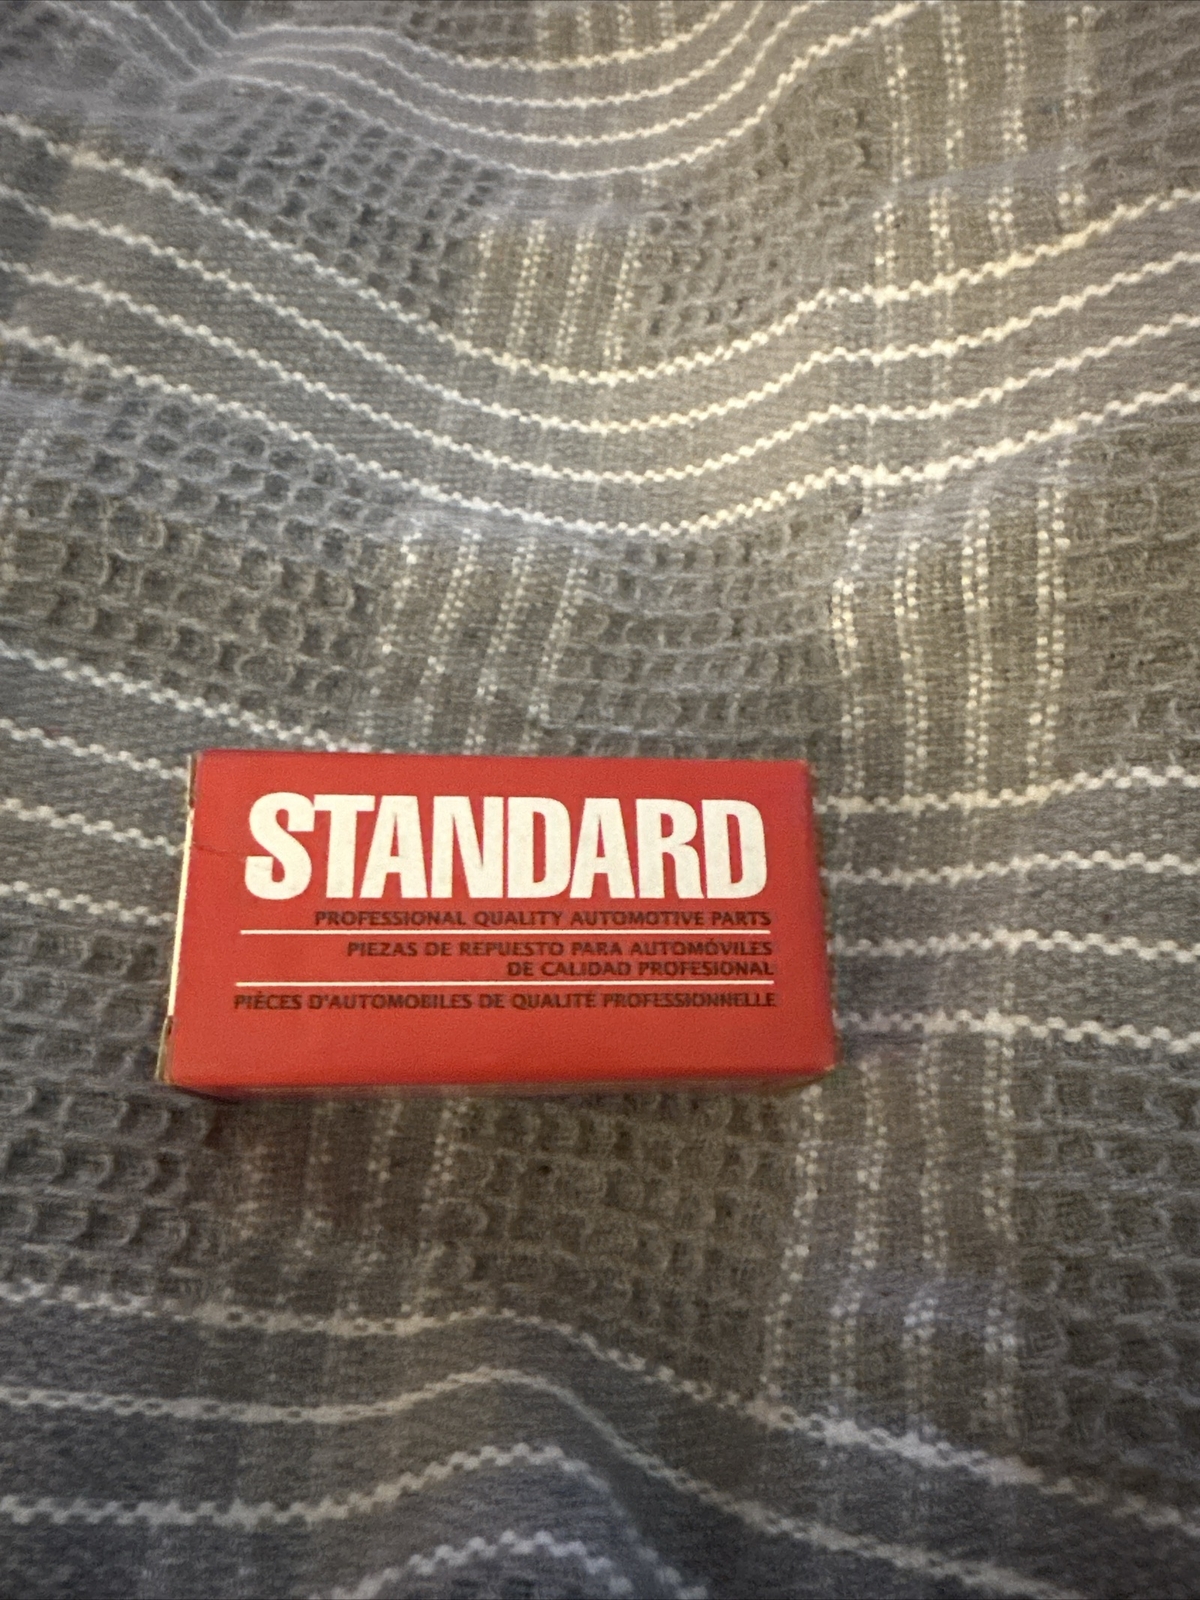 STANDARD
PROFESSIONAL QUALITY AUTOMOTIVE PARTS
PIEZAS DE REPUESTO PARA AUTOMÓVILES
DE CALIDAD PROFESIONAL
PIÈCES D'AUTOMOBILES DE QUALITÉ PROFESSIONNELLE